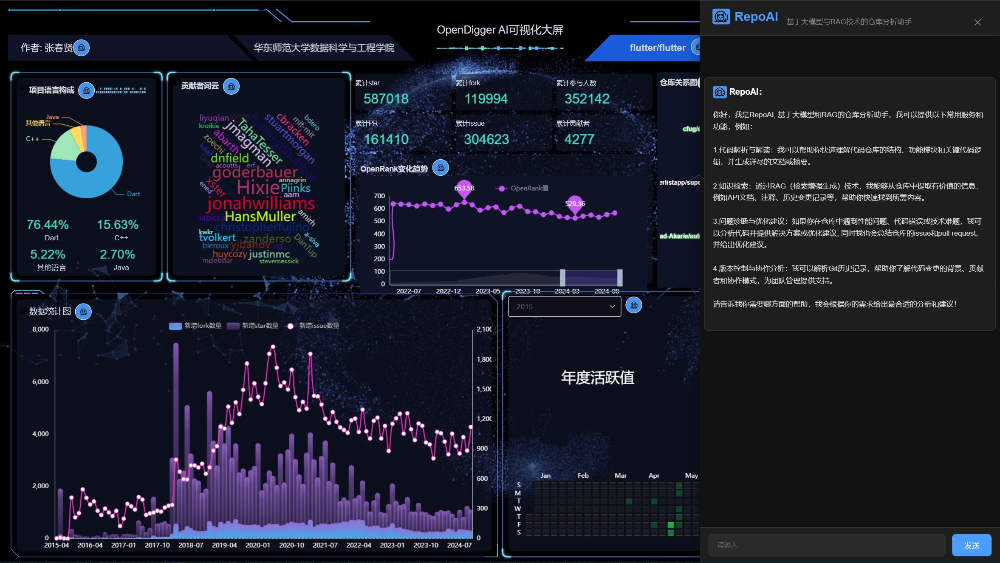 OpenDigger AI可视化大屏
作者: 张春贤
华东师范大学数据科学与工程学院
flutter/flutter
项目语言构成
Java
其他语言
C++
Dart
76.44%
15.63%
Dart
C++
5.22%
2.70%
其他语言
Java
贡献者词云
liyuqian
yyoon
kroikie
fluttergithubbot
stuartmorgan
cbracken
mit-mit
bdero
TahaTesser
jmagman
abarth
zoechi
lukef
dnfield
acoutts
erf
goderbauer
annagrin
xster
ened
Hixie
Piinks
aam
jonahwilliams
amirh
iapicca
HansMuller
christopherfujino
kwkr
tvolkert
zanderso
a-siva
DanTup
bleroux
yjbanov
pq
huycozy
justinmc
mdebbar
stevemessick
累计star
587018
累计fork
119994
累计参与人数
352142
累计PR
161410
累计issue
304623
累计贡献者
4277
OpenRank变化趋势
OpenRank值
653.58
529.36
700
600
500
400
300
200
100
0
2022-07
2022-12
2023-05
2023-10
2024-03
2024-08
仓库关系图
cfug/
erlistapp/supe
ad-Akarie/aut
数据统计图
新增fork数量
新增star数量
新增issue数量
8,000
6,000
4,000
2,000
0
2,100
1,800
1,500
1,200
900
600
300
0
2015-04
2016-04
2017-01
2017-10
2018-07
2019-04
2020-01
2020-10
2021-07
2022-04
2023-01
2023-10
2024-07
2015
年度活跃值
Jan
Feb
Mar
Apr
May
S
M
T
W
T
F
S
RepoAI
基于大模型与RAG技术的仓库分析助手
RepoAI：
你好，我是RepoAI, 基于大模型和RAG的仓库分析助手，我可以提供以下常用服务和
功能，例如：
1.代码解析与解读：我可以帮助你快速理解代码仓库的结构、功能模块和关键代码逻
辑，并生成详尽的文档或摘要。
2.知识检索：通过RAG（检索增强生成）技术，我能够从仓库中提取有价值的信息，
例如API文档、注释、历史变更记录等，帮助你快速找到所需内容。
3.问题诊断与优化建议：如果你在仓库中遇到性能问题、代码错误或技术难题，我可
以分析代码并提供解决方案或优化建议, 同时我也会总结仓库的issue和pull request,
并给出优化建议。
4.版本控制与协作分析：我可以解析Git历史记录，帮助你了解代码变更的背景、贡献
者和协作模式，为团队管理提供支持。
请告诉我你需要哪方面的帮助，我会根据你的需求给出最合适的分析和建议！
请输入
发送